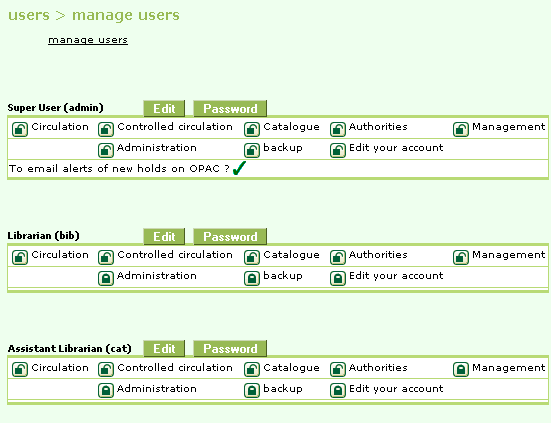 users > manage users
manage users
Super User (admin) Edit Password
Circulation Controlled circulation Catalogue Authorities Management
Administration backup Edit your account
To email alerts of new holds on OPAC ?
Librarian (bib) Edit Password
Circulation Controlled circulation Catalogue Authorities Management
Administration backup Edit your account
Assistant Librarian (cat) Edit Password
Circulation Controlled circulation Catalogue Authorities Management
Administration backup Edit your account